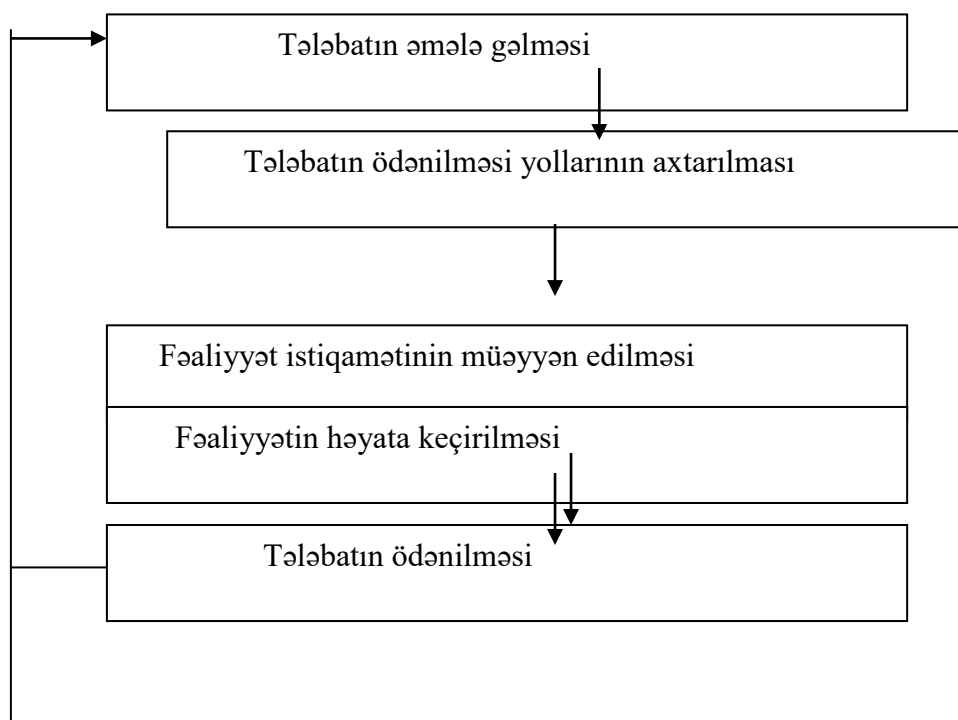 Tələbatın əmələ gəlməsi
Tələbatın ödənilməsi yollarının axtarılması
Fəaliyyət istiqamətinin müəyyən edilməsi
Fəaliyyətin həyata keçirilməsi
Tələbatın ödənilməsi